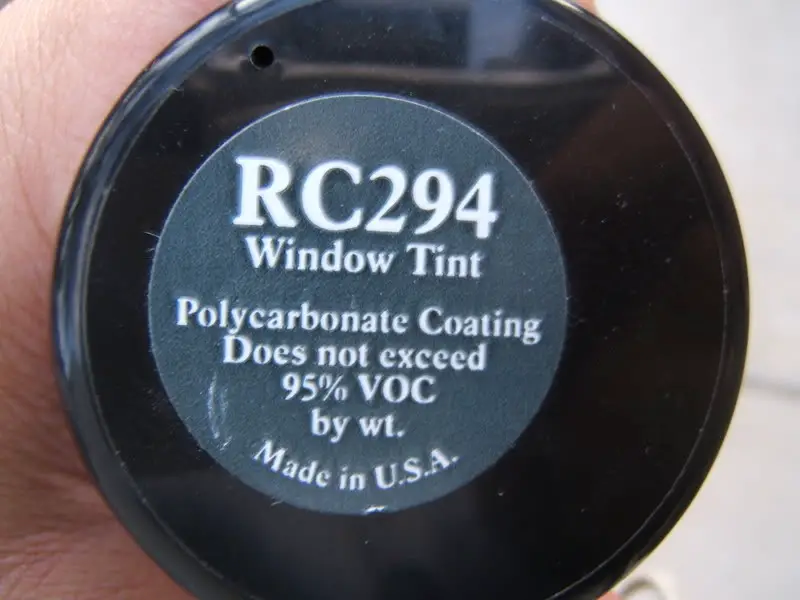 RC294
Window Tint
Polycarbonate Coating
Does not exceed
95% VOC
by wt.
Made in U.S.A.